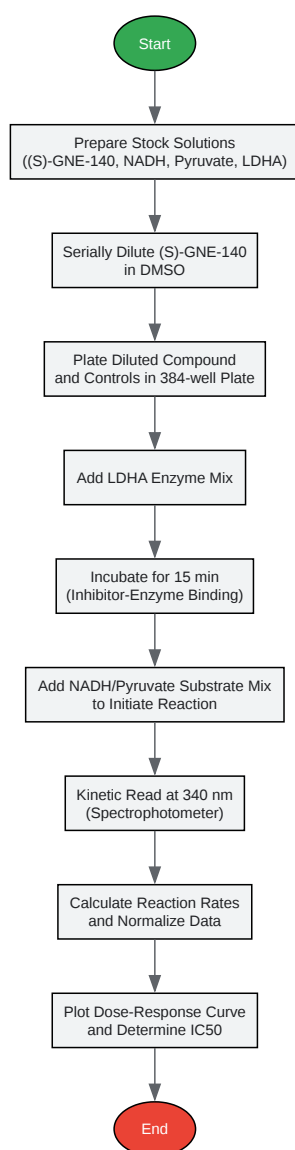 Start
Prepare Stock Solutions
((S)-GNE-140, NADH, Pyruvate, LDHA)
Serially Dilute (S)-GNE-140
in DMSO
Plate Diluted Compound
and Controls in 384-well Plate
Add LDHA Enzyme Mix
Incubate for 15 min
(Inhibitor-Enzyme Binding)
Add NADH/Pyruvate Substrate Mix
to Initiate Reaction
Kinetic Read at 340 nm
(Spectrophotometer)
Calculate Reaction Rates
and Normalize Data
Plot Dose-Response Curve
and Determine IC50
End